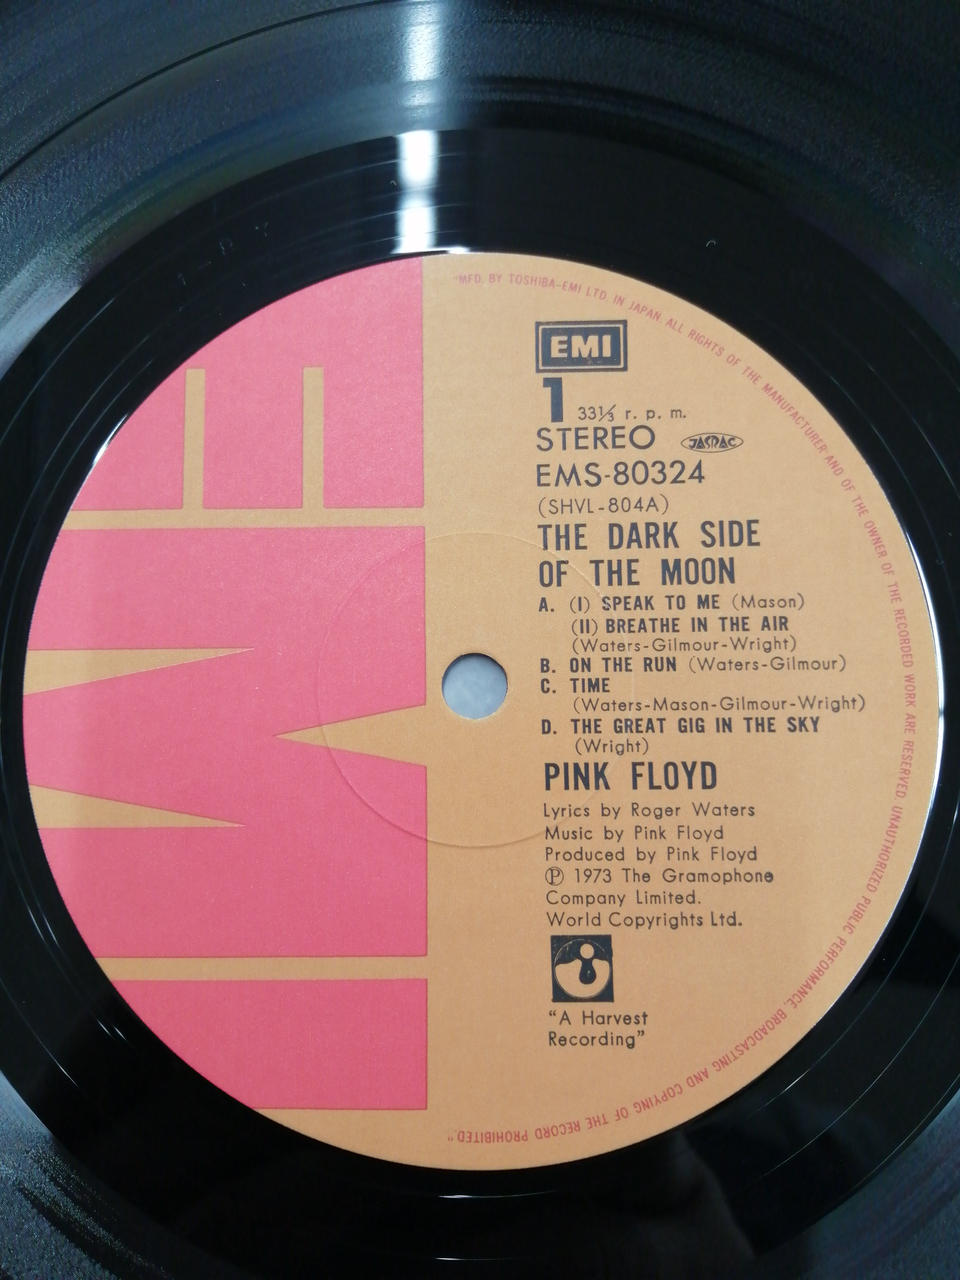 "MFD. BY TOSHIBA-EMI LTD. IN JAPAN. ALL RIGHTS OF THE MANUFACTURER AND OF THE OWNER OF THE RECORDED WORK ARE RESERVED. UNAUTHORIZED PUBLIC PERFORMANCE, BROADCASTING AND COPYING OF THE RECORD PROHIBITED"
EMI
1 33⅓ r. p. m.
STEREO JASRAC
EMS-80324
(SHVL-804A)
THE DARK SIDE
OF THE MOON
A. (I) SPEAK TO ME (Mason)
(II) BREATHE IN THE AIR
(Waters-Gilmour-Wright)
B. ON THE RUN (Waters-Gilmour)
C. TIME
(Waters-Mason-Gilmour-Wright)
D. THE GREAT GIG IN THE SKY
(Wright)
PINK FLOYD
Lyrics by Roger Waters
Music by Pink Floyd
Produced by Pink Floyd
Ⓟ 1973 The Gramophone
Company Limited.
World Copyrights Ltd.
"A Harvest
Recording"
EMI